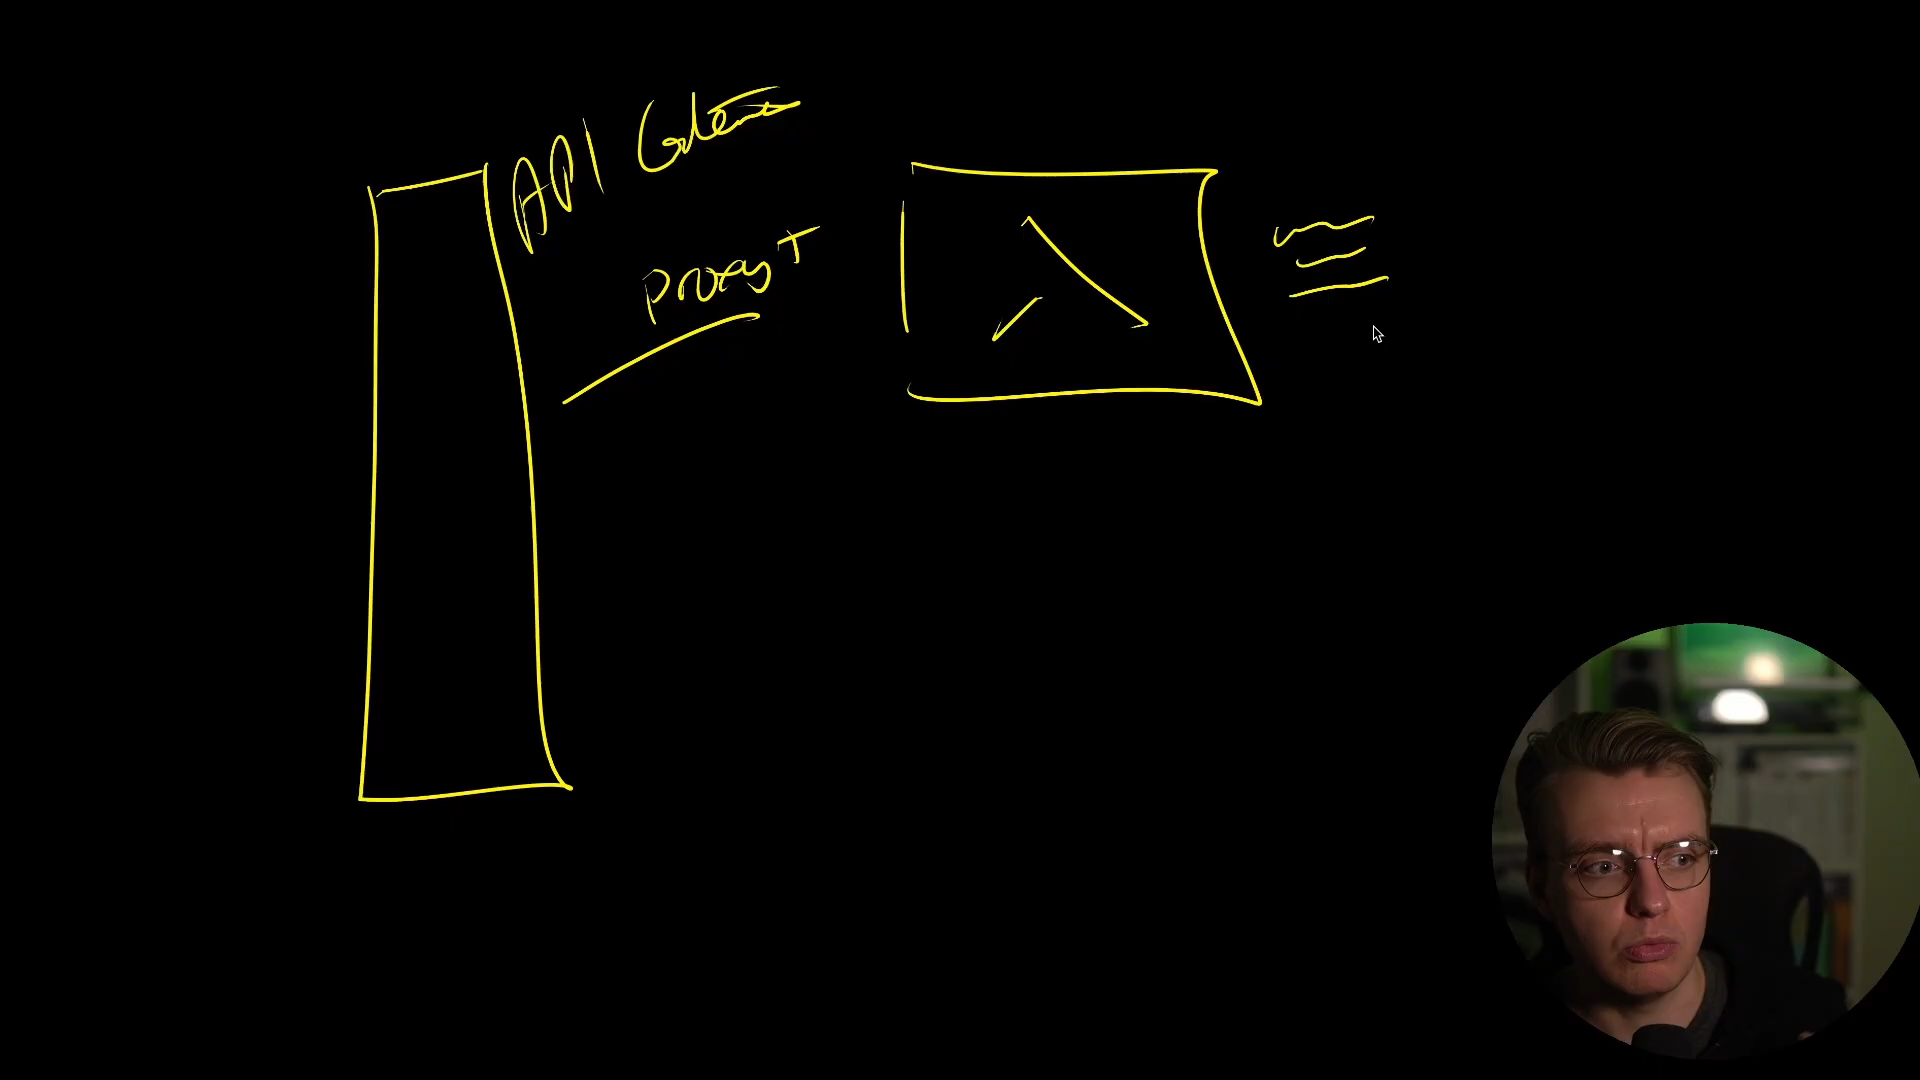 API Gateway
proxy+
λ